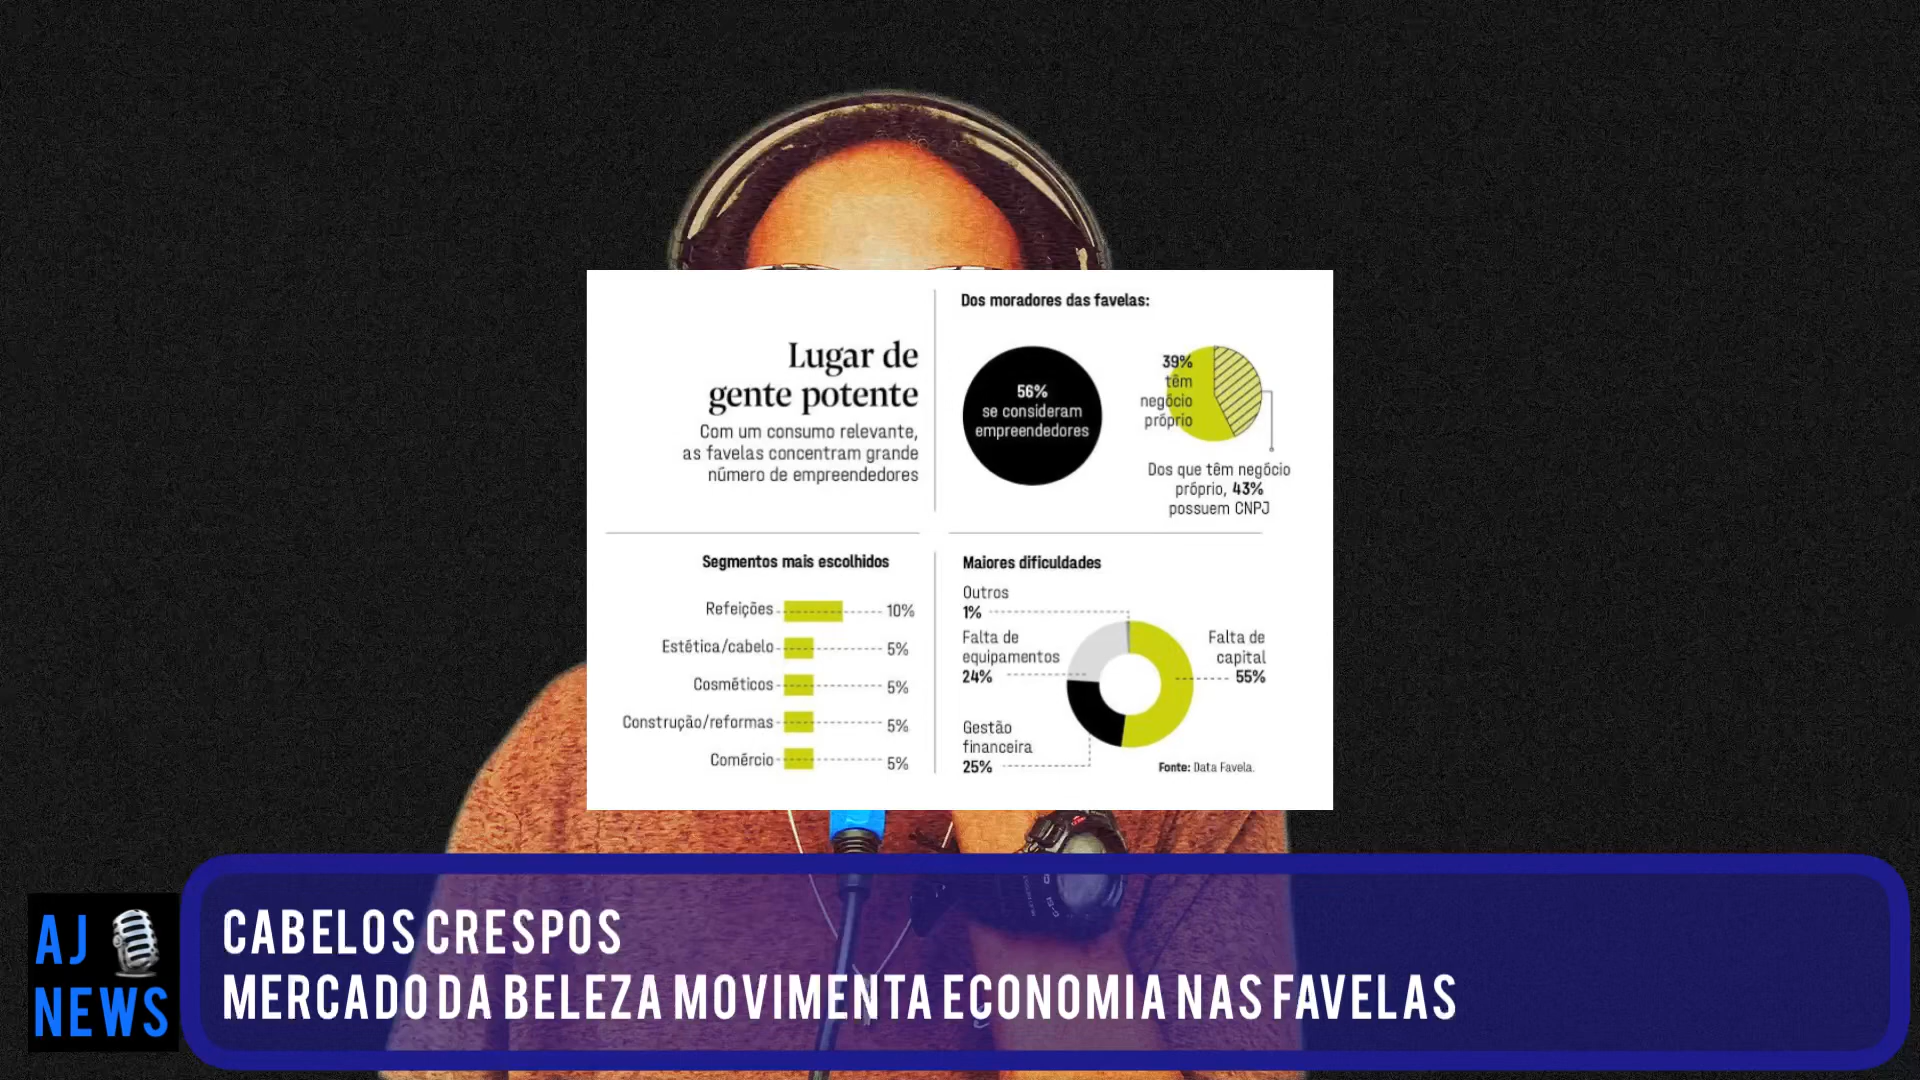 Lugar de
gente potente
Com um consumo relevante,
as favelas concentram grande
número de empreendedores
Dos moradores das favelas:
56%
se consideram
empreendedores
39%
têm
negócio
próprio
Dos que têm negócio
próprio, 43%
possuem CNPJ
Segmentos mais escolhidos
Refeições 10%
Estética/cabelo 5%
Cosméticos 5%
Construção/reformas 5%
Comércio 5%
Maiores dificuldades
Outros
1%
Falta de
equipamentos
24%
Gestão
financeira
25%
Falta de
capital
55%
Fonte: Data Favela.
AJ
NEWS
CABELOS CRESPOS
MERCADO DA BELEZA MOVIMENTA ECONOMIA NAS FAVELAS